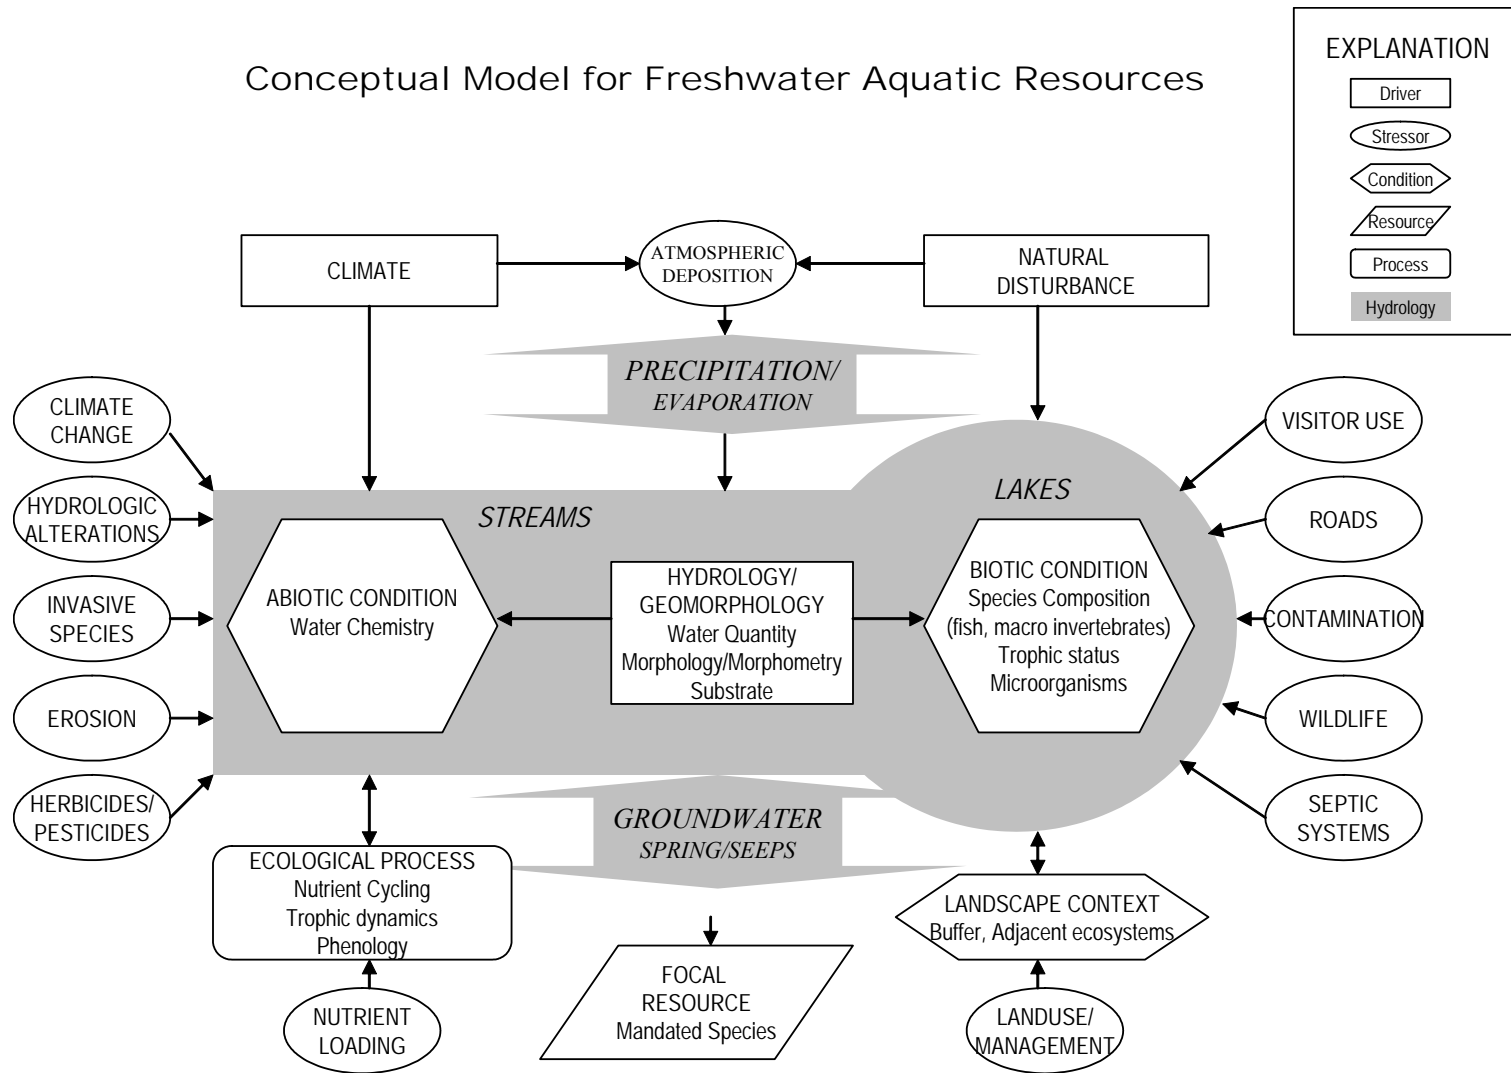 Conceptual Model for Freshwater Aquatic Resources
EXPLANATION
Driver
Stressor
Condition
Resource
Process
Hydrology
CLIMATE
ATMOSPHERIC
DEPOSITION
NATURAL
DISTURBANCE
PRECIPITATION/
EVAPORATION
CLIMATE
CHANGE
HYDROLOGIC
ALTERATIONS
INVASIVE
SPECIES
EROSION
HERBICIDES/
PESTICIDES
STREAMS
LAKES
ABIOTIC CONDITION
Water Chemistry
HYDROLOGY/
GEOMORPHOLOGY
Water Quantity
Morphology/Morphometry
Substrate
BIOTIC CONDITION
Species Composition
(fish, macro invertebrates)
Trophic status
Microorganisms
VISITOR USE
ROADS
CONTAMINATION
WILDLIFE
SEPTIC
SYSTEMS
GROUNDWATER
SPRING/SEEPS
ECOLOGICAL PROCESS
Nutrient Cycling
Trophic dynamics
Phenology
LANDSCAPE CONTEXT
Buffer, Adjacent ecosystems
FOCAL
RESOURCE
Mandated Species
NUTRIENT
LOADING
LANDUSE/
MANAGEMENT